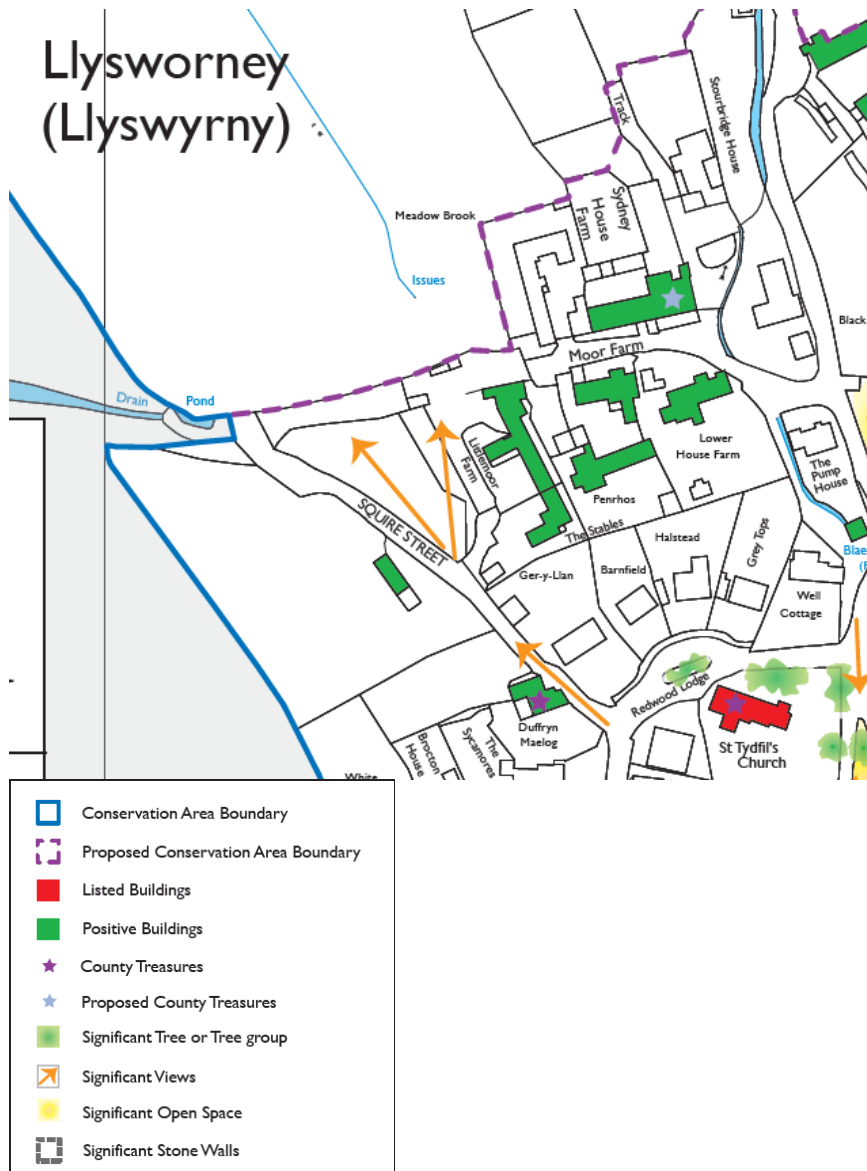 Llysworney
(Llyswyrny)
Track
Stourbridge House
Sydney
House
Farm
Meadow Brook
Issues
Black
Moor Farm
Drain
Pond
Littlemoor
Farm
Lower
House Farm
The
Pump
House
SQUIRE STREET
Penrhos
The Stables
Halstead
Grey Tops
Blae
(E
Ger-y-Llan
Barnfield
Well
Cottage
Redwood Lodge
Duffryn
Maelog
St Tydfil's
Church
The
Sycamores
Brocton
House
White
Conservation Area Boundary
Proposed Conservation Area Boundary
Listed Buildings
Positive Buildings
County Treasures
Proposed County Treasures
Significant Tree or Tree group
Significant Views
Significant Open Space
Significant Stone Walls